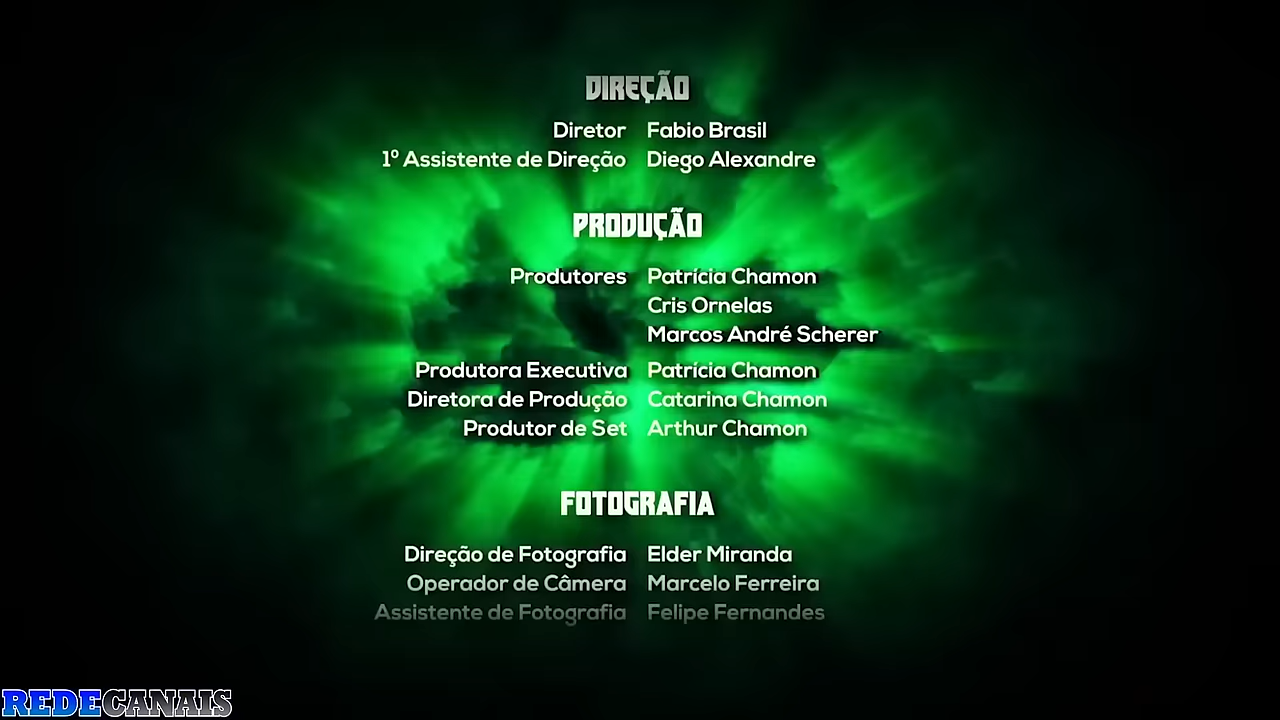 DIREÇÃO
Diretor Fabio Brasil
1º Assistente de Direção Diego Alexandre
PRODUÇÃO
Produtores Patrícia Chamon
Cris Ornelas
Marcos André Scherer
Produtora Executiva Patrícia Chamon
Diretora de Produção Catarina Chamon
Produtor de Set Arthur Chamon
FOTOGRAFIA
Direção de Fotografia Elder Miranda
Operador de Câmera Marcelo Ferreira
Assistente de Fotografia Felipe Fernandes
REDECANAIS